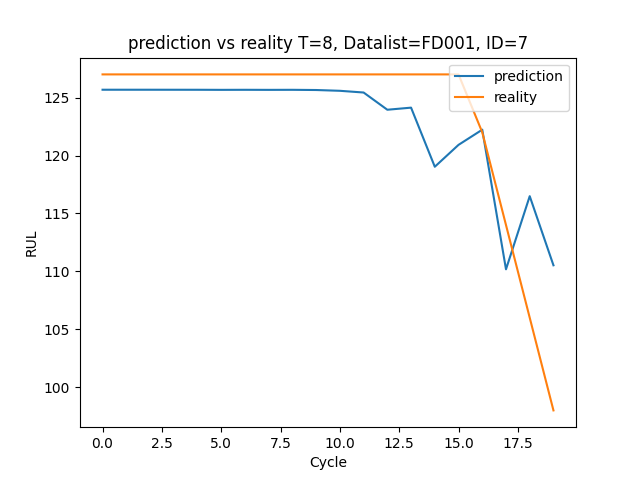 prediction vs reality T=8, Datalist=FD001, ID=7
prediction
reality
125
120
115
110
105
100
RUL
0.0 2.5 5.0 7.5 10.0 12.5 15.0 17.5
Cycle